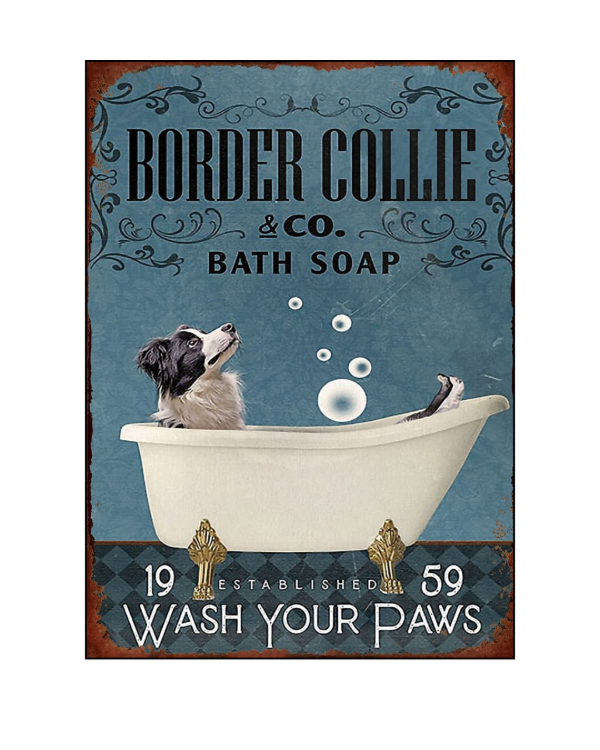 BORDER COLLIE
&CO.
BATH SOAP
19 ESTABLISHED 59
WASH YOUR PAWS